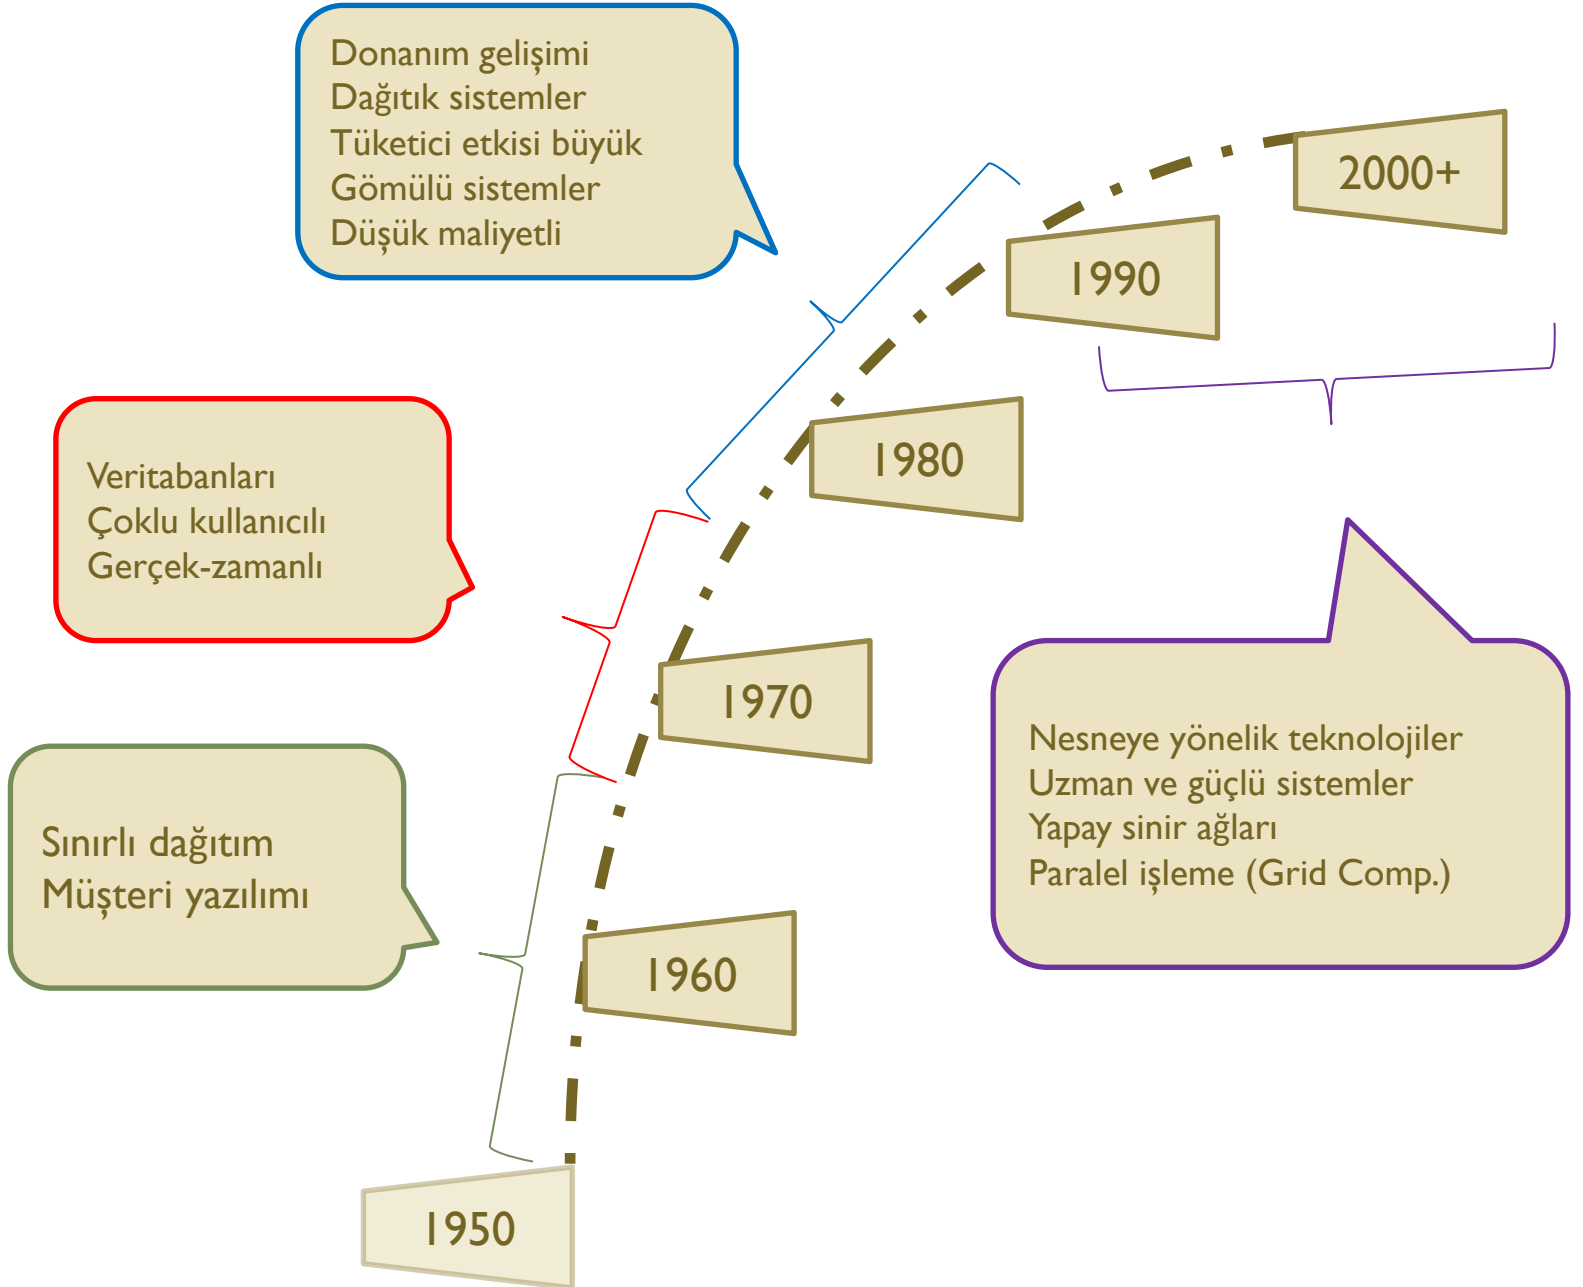 Donanım gelişimi
Dağıtık sistemler
Tüketici etkisi büyük
Gömülü sistemler
Düşük maliyetli
2000+
1990
1980
Veritabanları
Çoklu kullanıcılı
Gerçek-zamanlı
1970
Nesneye yönelik teknolojiler
Uzman ve güçlü sistemler
Yapay sinir ağları
Paralel işleme (Grid Comp.)
Sınırlı dağıtım
Müşteri yazılımı
1960
1950